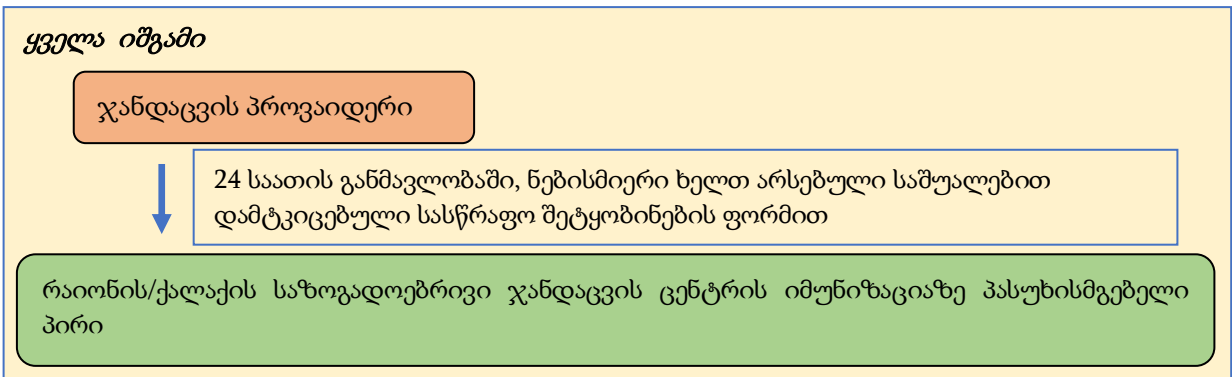 ყველა იშგამი
ჯანდაცვის პროვაიდერი
24 საათის განმავლობაში, ნებისმიერი ხელთ არსებული საშუალებით
დამტკიცებული სასწრაფო შეტყობინების ფორმით
რაიონის/ქალაქის საზოგადოებრივი ჯანდაცვის ცენტრის იმუნიზაციაზე პასუხისმგებელი
პირი